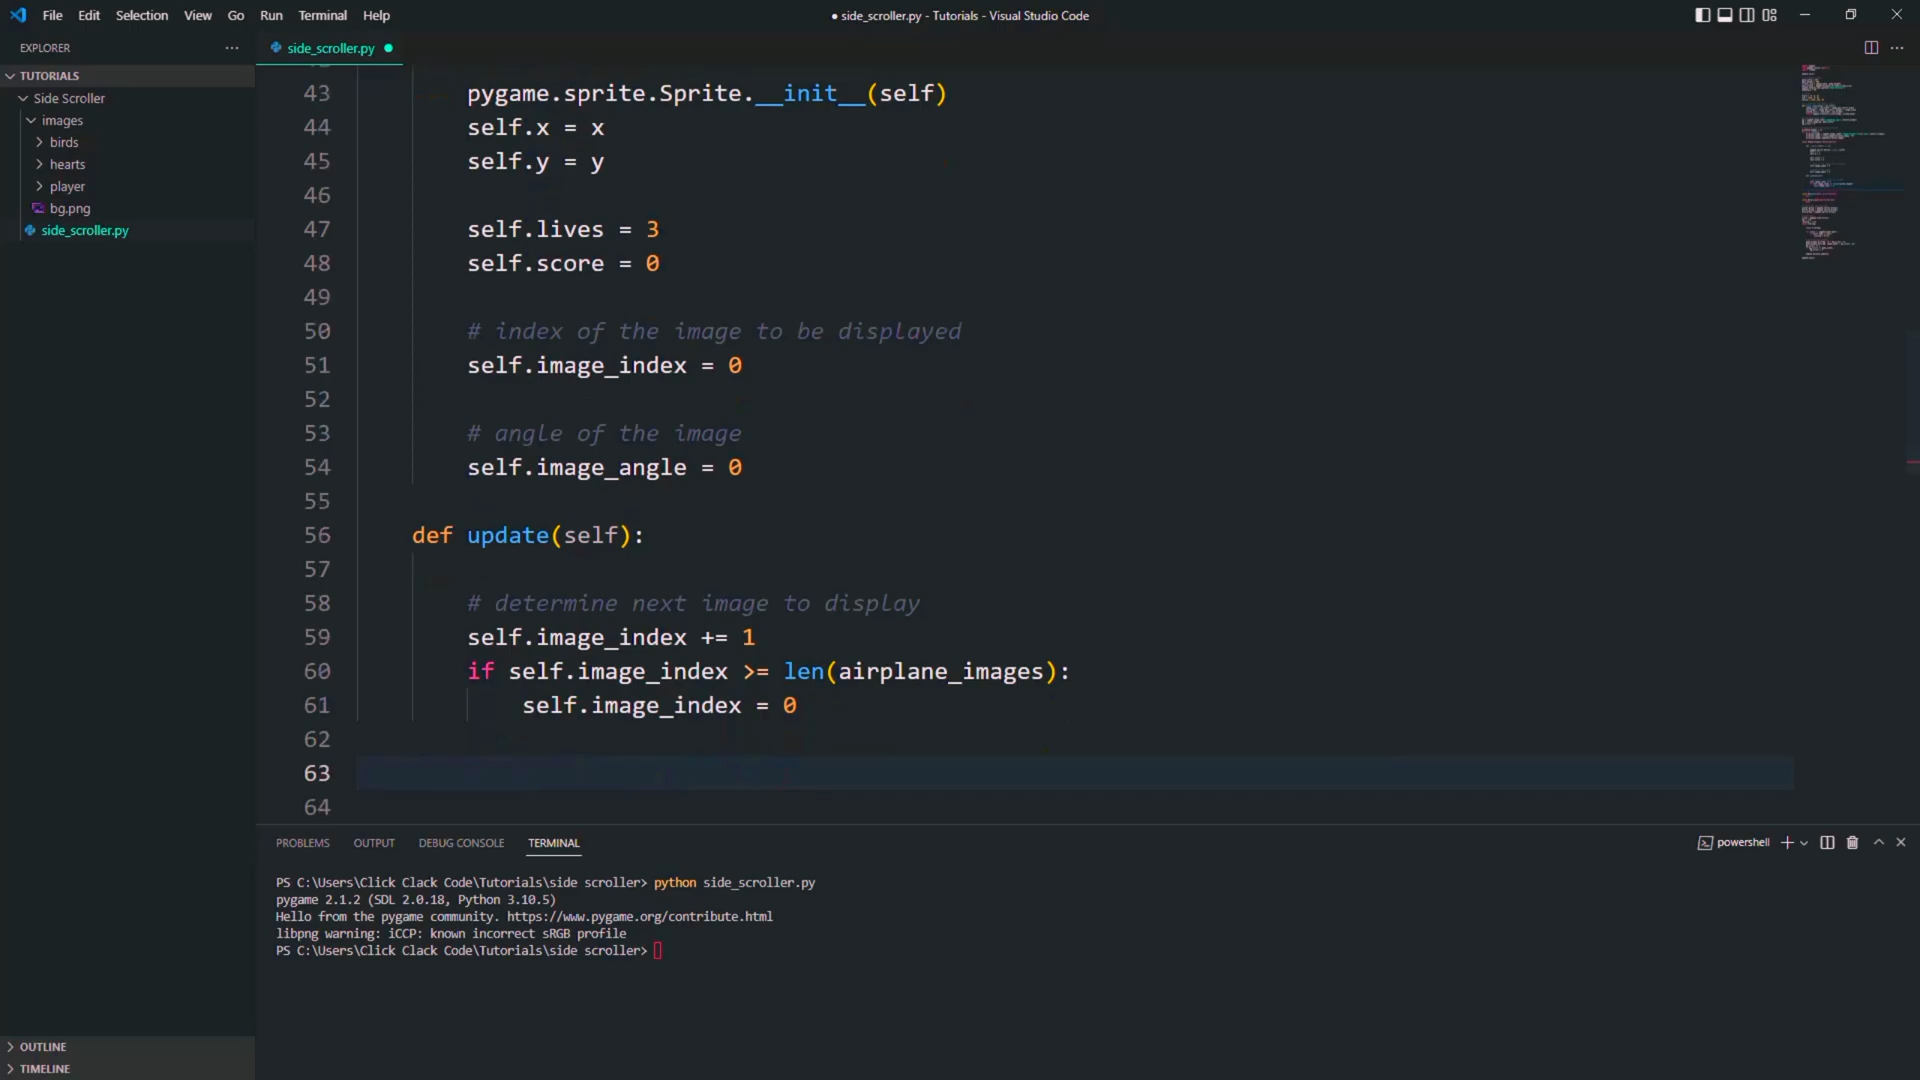 File Edit Selection View Go Run Terminal Help
● side_scroller.py - Tutorials - Visual Studio Code
EXPLORER
side_scroller.py
TUTORIALS
Side Scroller
images
birds
hearts
player
bg.png
side_scroller.py
43 pygame.sprite.Sprite.__init__(self)
44 self.x = x
45 self.y = y
46
47 self.lives = 3
48 self.score = 0
49
50 # index of the image to be displayed
51 self.image_index = 0
52
53 # angle of the image
54 self.image_angle = 0
55
56 def update(self):
57
58 # determine next image to display
59 self.image_index += 1
60 if self.image_index >= len(airplane_images):
61 self.image_index = 0
62
63
64
PROBLEMS OUTPUT DEBUG CONSOLE TERMINAL
powershell
PS C:\Users\Click Clack Code\Tutorials\side scroller> python side_scroller.py
pygame 2.1.2 (SDL 2.0.18, Python 3.10.5)
Hello from the pygame community. https://www.pygame.org/contribute.html
libpng warning: iCCP: known incorrect sRGB profile
PS C:\Users\Click Clack Code\Tutorials\side scroller>
OUTLINE
TIMELINE